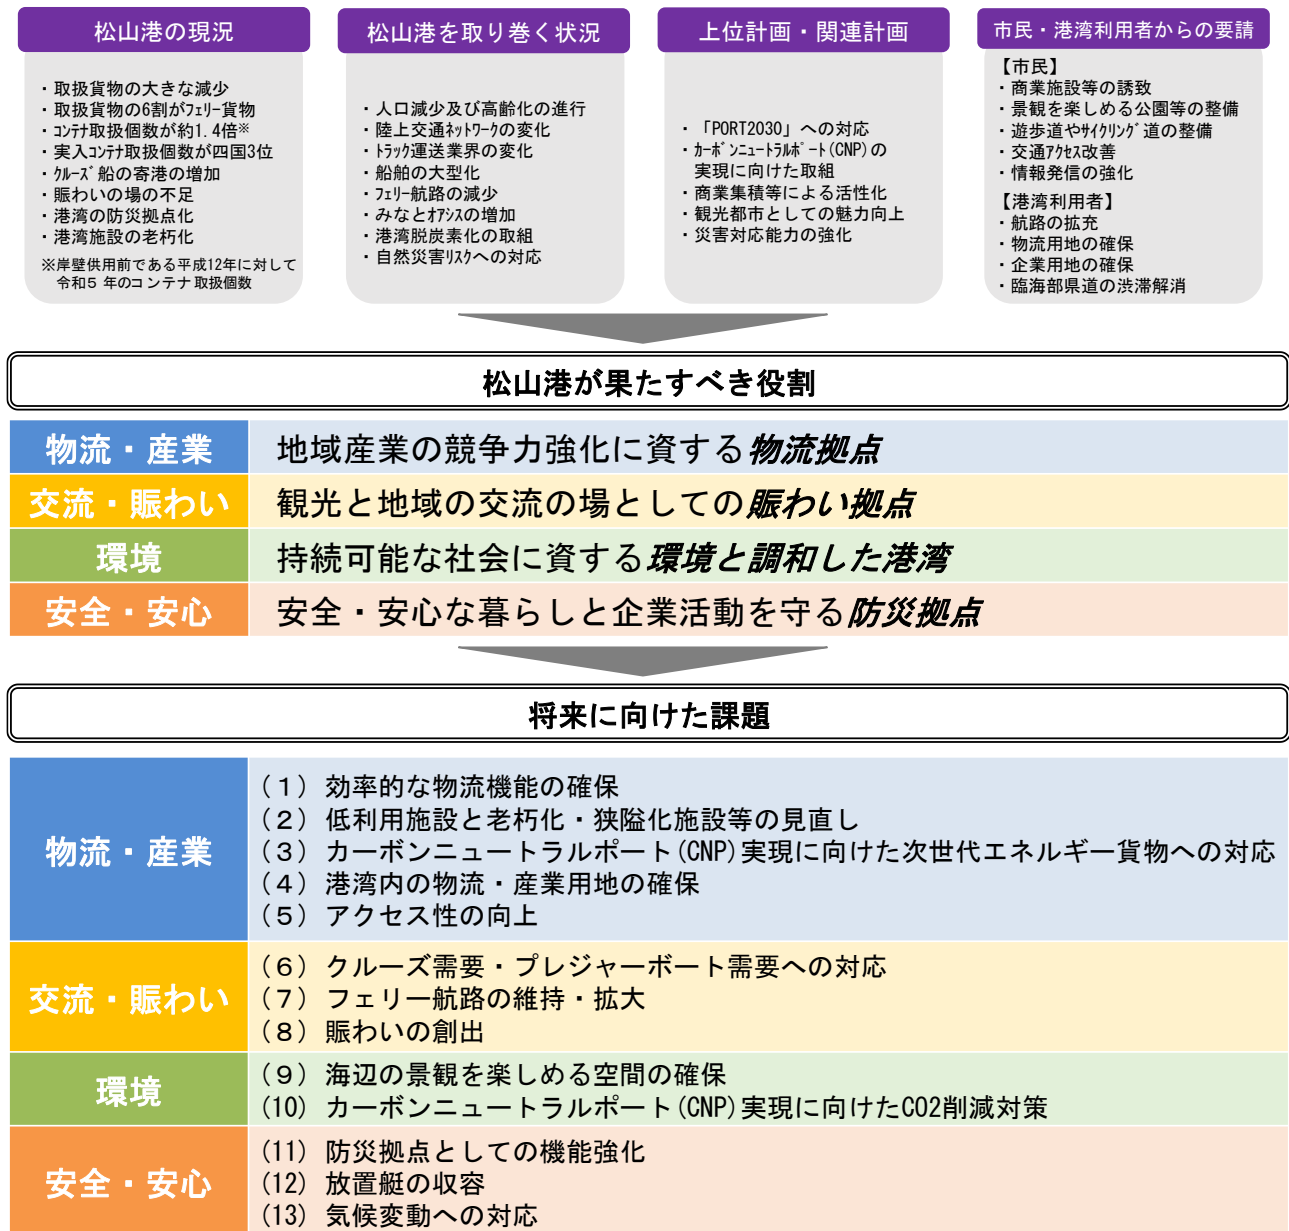 松山港の現況
・取扱貨物の大きな減少
・取扱貨物の6割がﾌｪﾘｰ貨物
・ｺﾝﾃﾅ取扱個数が約1.4倍※
・実入ｺﾝﾃﾅ取扱個数が四国3位
・ｸﾙｰｽﾞ船の寄港の増加
・賑わいの場の不足
・港湾の防災拠点化
・港湾施設の老朽化
※岸壁供用前である平成12年に対して
令和5年のコンテナ取扱個数
松山港を取り巻く状況
・人口減少及び高齢化の進行
・陸上交通ﾈｯﾄﾜｰｸの変化
・ﾄﾗｯｸ運送業界の変化
・船舶の大型化
・ﾌｪﾘｰ航路の減少
・みなとｵｱｼｽの増加
・港湾脱炭素化の取組
・自然災害ﾘｽｸへの対応
上位計画・関連計画
・「PORT2030」への対応
・ｶｰﾎﾞﾝﾆｭｰﾄﾗﾙﾎﾟｰﾄ(CNP)の
実現に向けた取組
・商業集積等による活性化
・観光都市としての魅力向上
・災害対応能力の強化
市民・港湾利用者からの要請
【市民】
・商業施設等の誘致
・景観を楽しめる公園等の整備
・遊歩道やｻｲｸﾘﾝｸﾞ道の整備
・交通ｱｸｾｽ改善
・情報発信の強化
【港湾利用者】
・航路の拡充
・物流用地の確保
・企業用地の確保
・臨海部県道の渋滞解消
松山港が果たすべき役割
物流・産業 地域産業の競争力強化に資する物流拠点
交流・賑わい 観光と地域の交流の場としての賑わい拠点
環境 持続可能な社会に資する環境と調和した港湾
安全・安心 安全・安心な暮らしと企業活動を守る防災拠点
将来に向けた課題
物流・産業
（１）効率的な物流機能の確保
（２）低利用施設と老朽化・狭隘化施設等の見直し
（３）カーボンニュートラルポート(CNP)実現に向けた次世代エネルギー貨物への対応
（４）港湾内の物流・産業用地の確保
（５）アクセス性の向上
交流・賑わい
（６）クルーズ需要・プレジャーボート需要への対応
（７）フェリー航路の維持・拡大
（８）賑わいの創出
環境
（９）海辺の景観を楽しめる空間の確保
(10) カーボンニュートラルポート(CNP)実現に向けたCO2削減対策
安全・安心
(11) 防災拠点としての機能強化
(12) 放置艇の収容
(13) 気候変動への対応